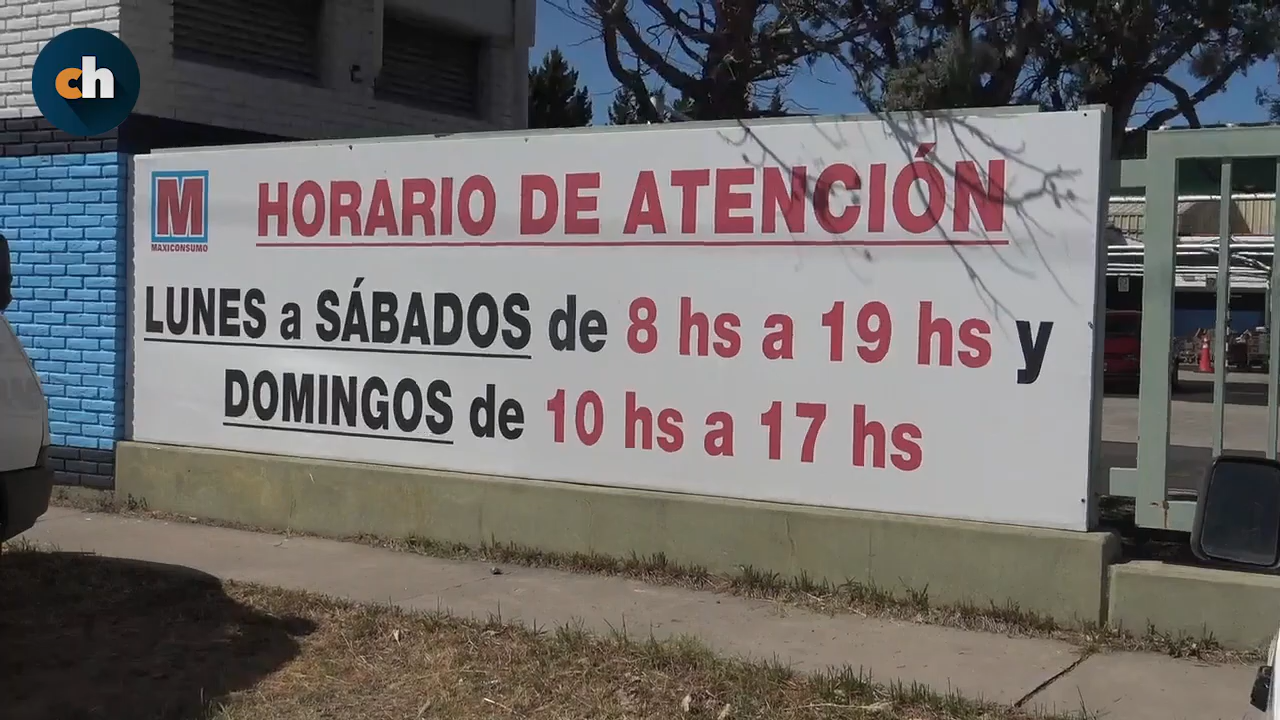 ch
M
MAXICONSUMO
HORARIO DE ATENCIÓN
LUNES a SÁBADOS de 8 hs a 19 hs y
DOMINGOS de 10 hs a 17 hs